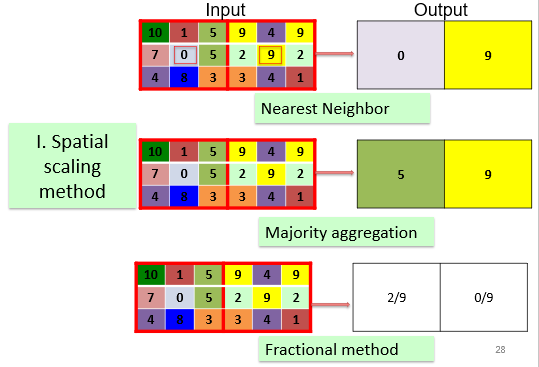 Input Output
10 1 5 9 4 9
7 0 5 2 9 2 0 9
4 8 3 3 4 1
Nearest Neighbor
I. Spatial
scaling
method
10 1 5 9 4 9
7 0 5 2 9 2 5 9
4 8 3 3 4 1
Majority aggregation
10 1 5 9 4 9
7 0 5 2 9 2 2/9 0/9
4 8 3 3 4 1
Fractional method
28